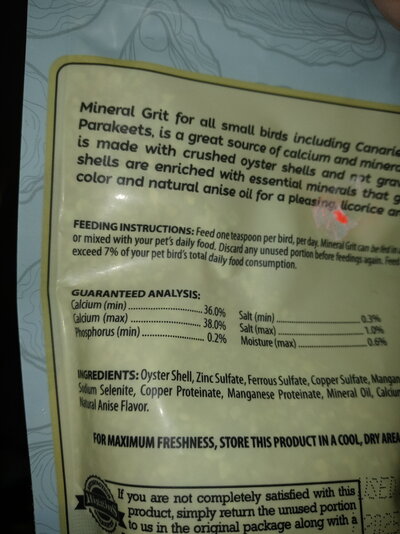 Mineral Grit for all small birds including
Parakeets, is a great source of calcium and
is made with crushed oyster shells and not
shells are enriched with essential minerals that
color and natural anise oil for a pleasing licorice
FEEDING INSTRUCTIONS: Feed one teaspoon per bird, per day. Mineral Grit can be fed in
or mixed with your pet's daily food. Discard any unused portion before feedings again.
exceed 7% of your pet bird's total daily food consumption.
GUARANTEED ANALYSIS:
Calcium (min) 36.0%
Calcium (max) 38.0%
Phosphorus (min) 0.2%
Salt (min) 0.3%
Salt (max) 1.0%
Moisture (max) 0.6%
INGREDIENTS: Oyster Shell, Zinc Sulfate, Ferrous Sulfate, Copper Sulfate,
Sodium Selenite, Copper Proteinate, Manganese Proteinate, Mineral Oil,
Natural Anise Flavor.
FOR MAXIMUM FRESHNESS, STORE THIS PRODUCT IN A COOL, DRY
If you are not completely satisfied with this
product, simply return the unused portion
to us in the original package along with a